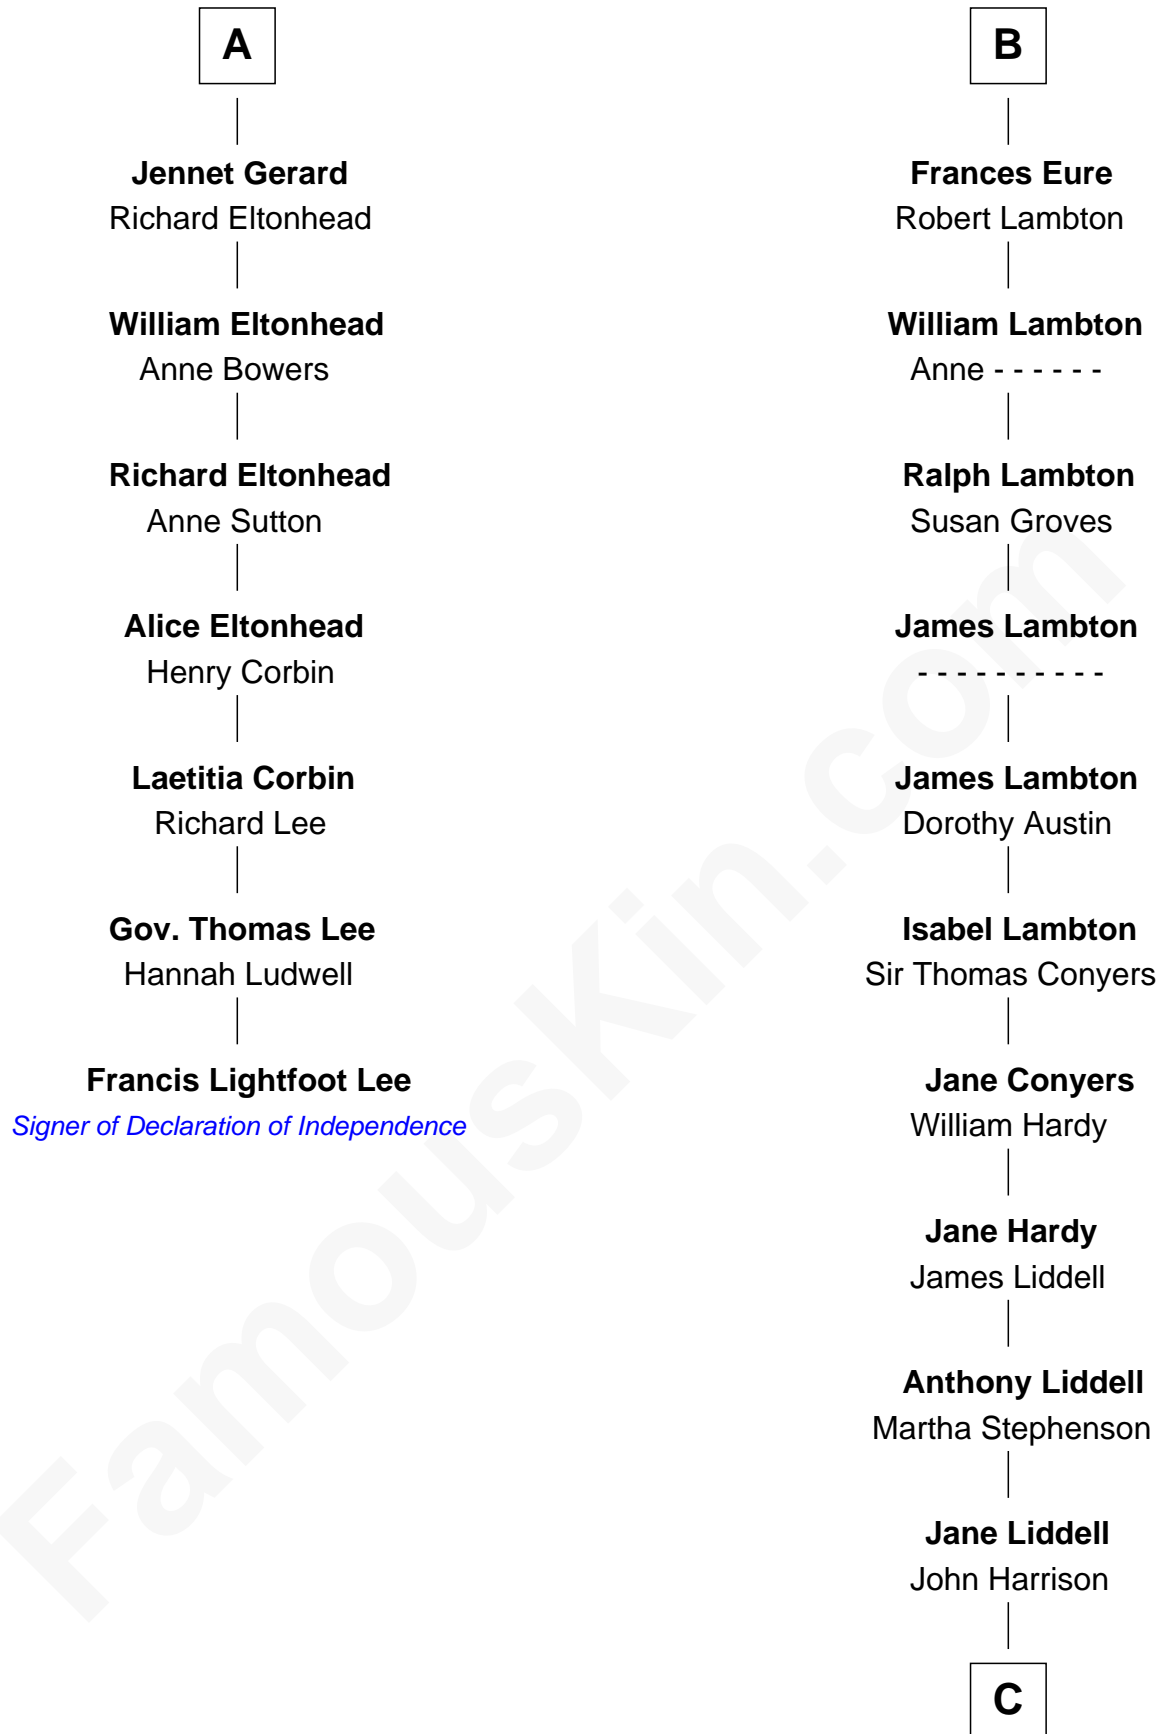 A
Jennet Gerard
Richard Eltonhead
William Eltonhead
Anne Bowers
Richard Eltonhead
Anne Sutton
Alice Eltonhead
Henry Corbin
Laetitia Corbin
Richard Lee
Gov. Thomas Lee
Hannah Ludwell
Francis Lightfoot Lee
Signer of Declaration of Independence
B
Frances Eure
Robert Lambton
William Lambton
Anne - - - - - -
Ralph Lambton
Susan Groves
James Lambton
- - - - - - - - - -
James Lambton
Dorothy Austin
Isabel Lambton
Sir Thomas Conyers
Jane Conyers
William Hardy
Jane Hardy
James Liddell
Anthony Liddell
Martha Stephenson
Jane Liddell
John Harrison
C
FamousKin.com